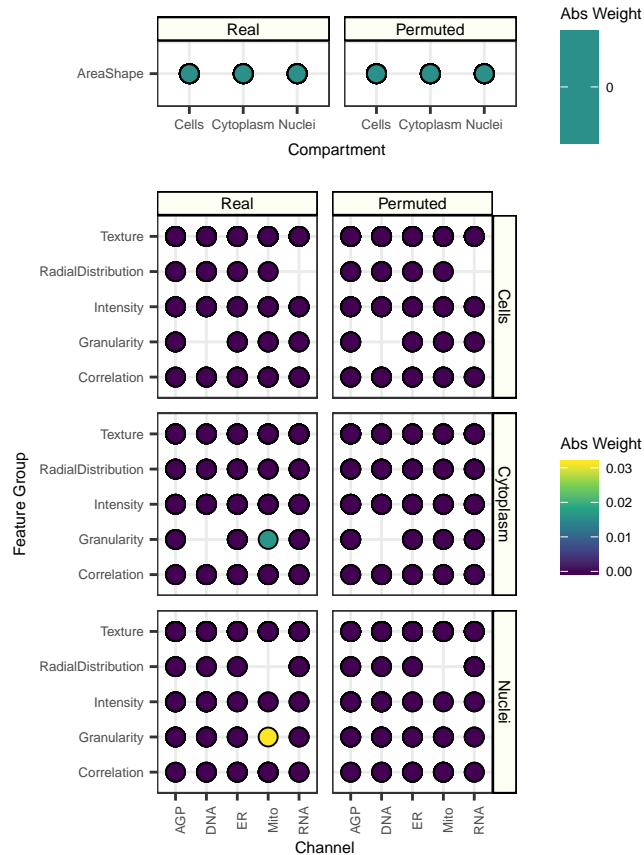 Abs Weight
Real Permuted
AreaShape
0
Cells Cytoplasm Nuclei Cells Cytoplasm Nuclei
Compartment
Real Permuted
Texture
RadialDistribution
Intensity
Granularity
Correlation
Cells
Texture
RadialDistribution
Intensity
Granularity
Correlation
Cytoplasm
Feature Group
Abs Weight
0.03
0.02
0.01
0.00
Texture
RadialDistribution
Intensity
Granularity
Correlation
Nuclei
AGP DNA ER Mito RNA AGP DNA ER Mito RNA
Channel